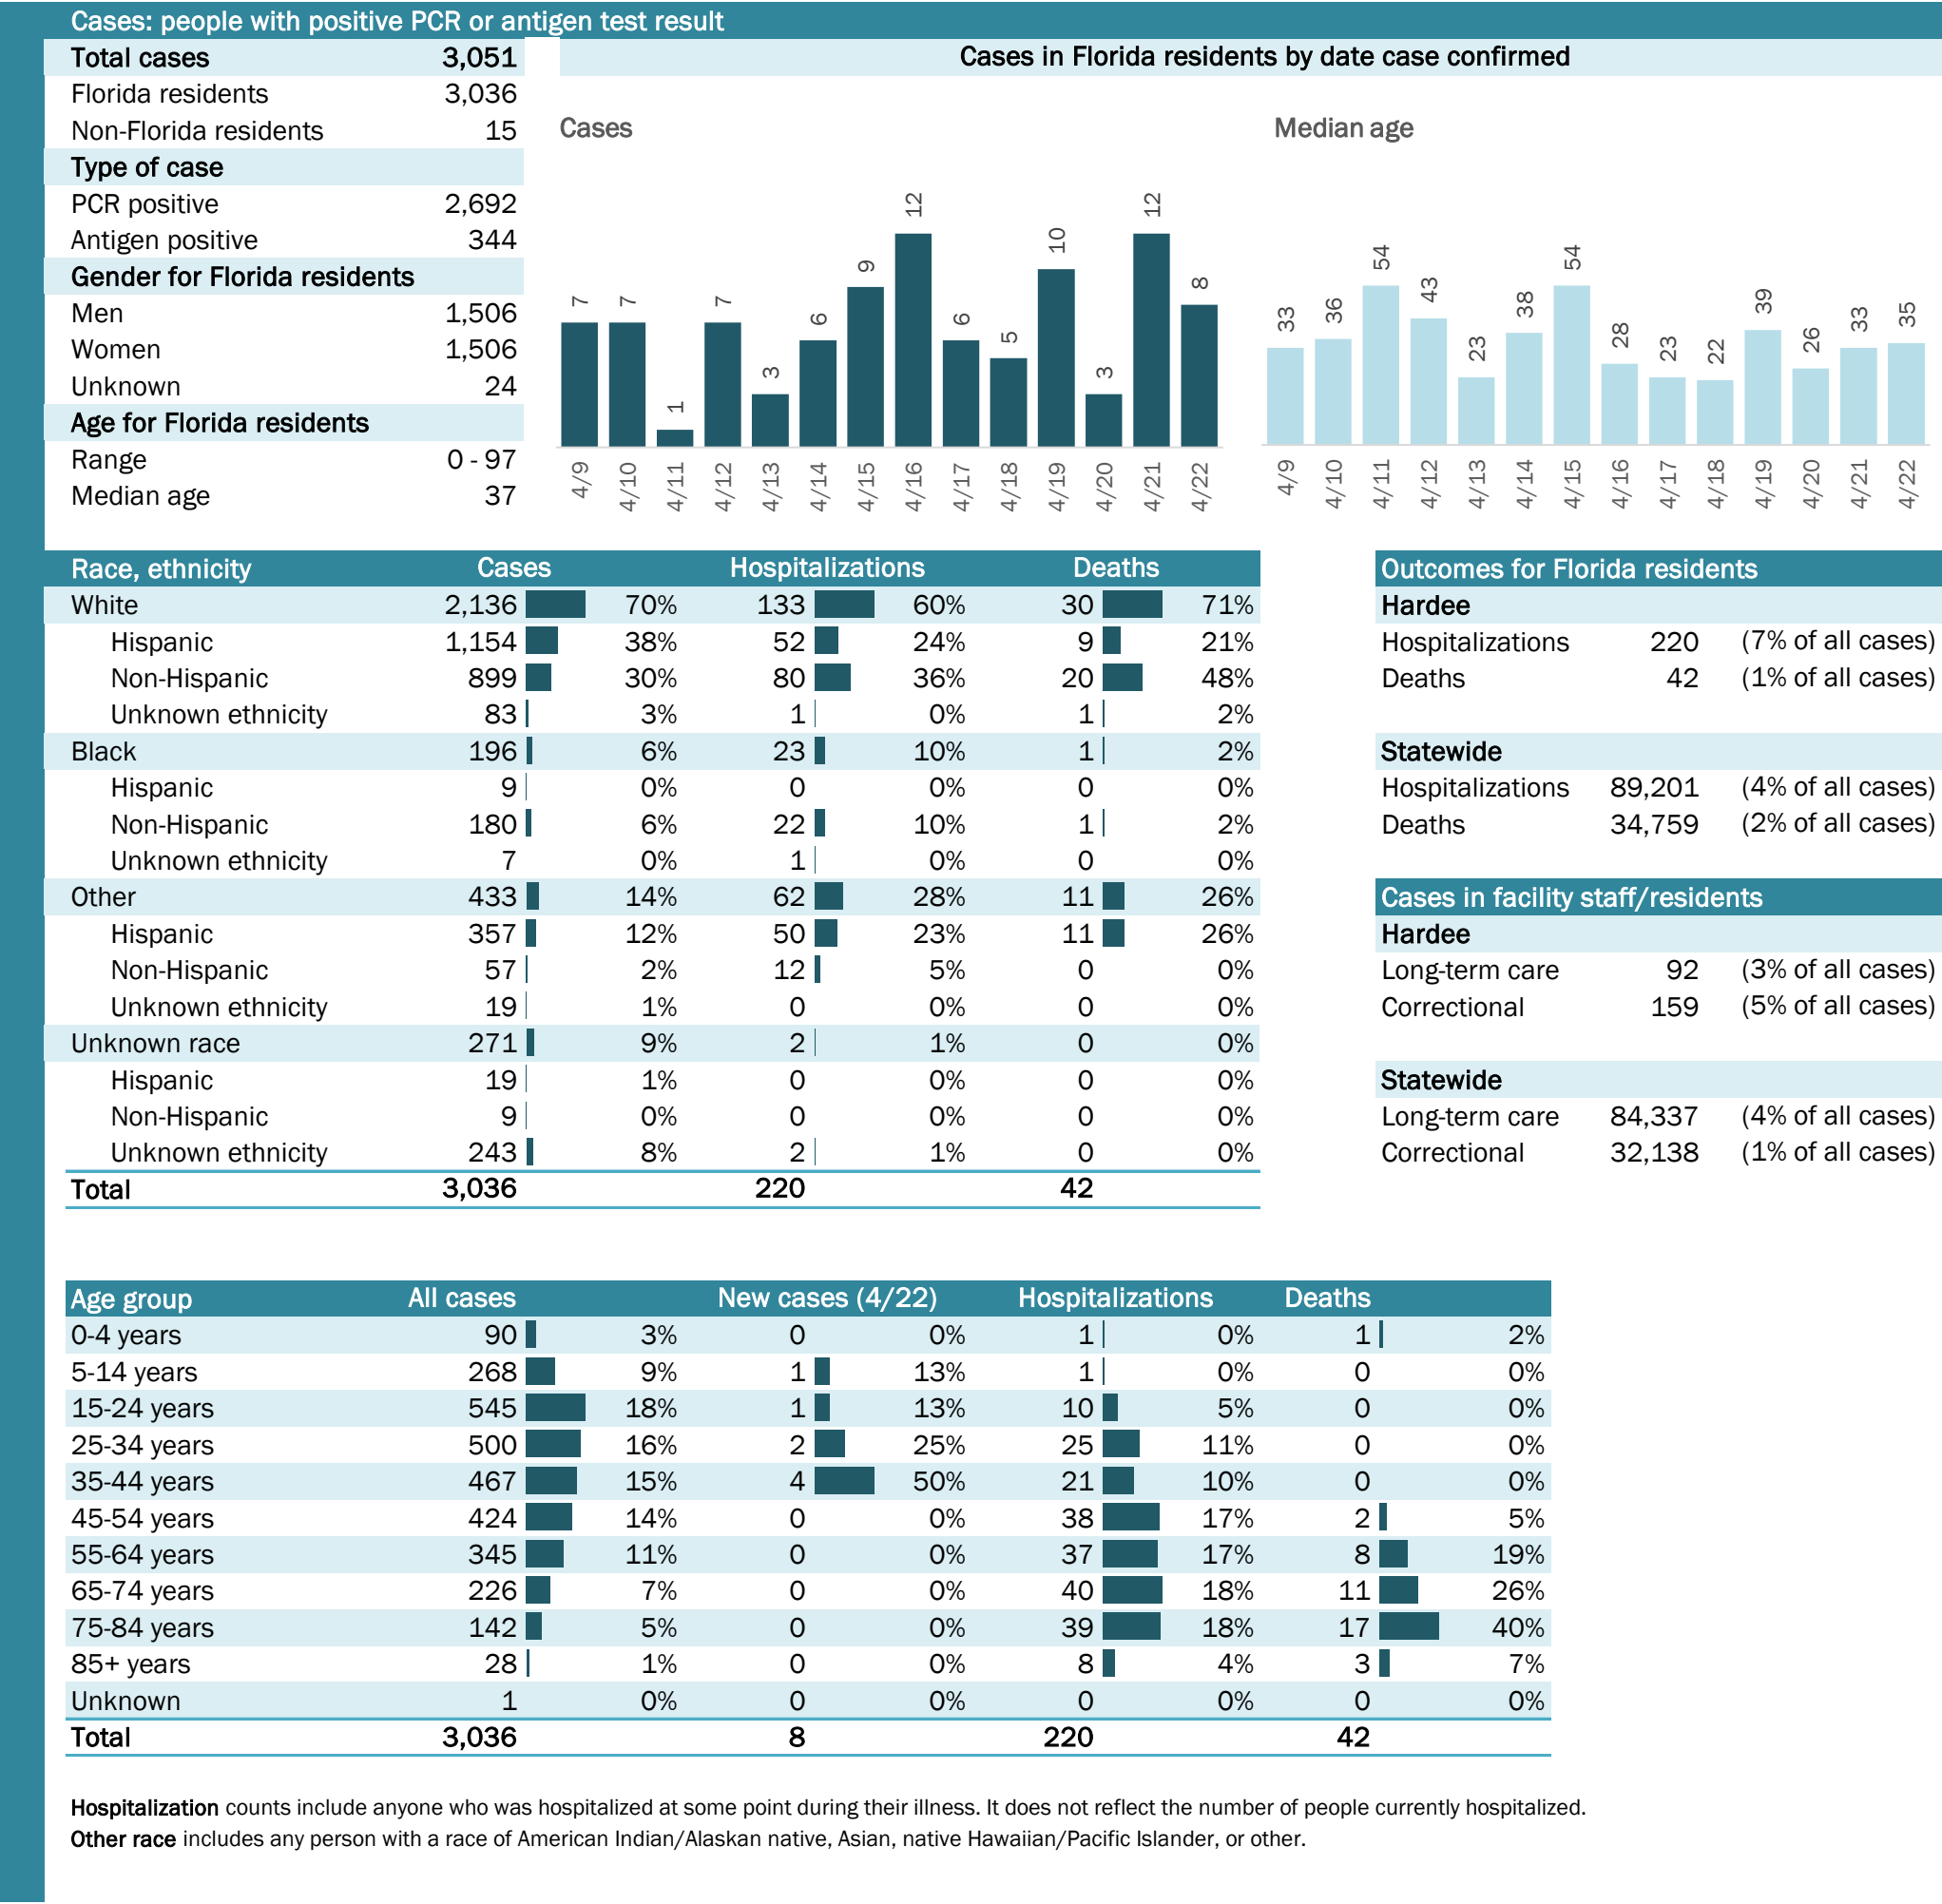 Cases: people with positive PCR or antigen test result
Total cases 3,051
Florida residents 3,036
Non-Florida residents 15
Type of case
PCR positive 2,692
Antigen positive 344
Gender for Florida residents
Men 1,506
Women 1,506
Unknown 24
Age for Florida residents
Range 0 - 97
Median age 37
Cases in Florida residents by date case confirmed
Cases
7 7 1 7 3 6 9 12 6 5 10 3 12 8
4/9 4/10 4/11 4/12 4/13 4/14 4/15 4/16 4/17 4/18 4/19 4/20 4/21 4/22
Median age
33 36 54 43 23 38 54 28 23 22 39 26 33 35
4/9 4/10 4/11 4/12 4/13 4/14 4/15 4/16 4/17 4/18 4/19 4/20 4/21 4/22
Race, ethnicity Cases Hospitalizations Deaths
White 2,136 70% 133 60% 30 71%
Hispanic 1,154 38% 52 24% 9 21%
Non-Hispanic 899 30% 80 36% 20 48%
Unknown ethnicity 83 3% 1 0% 1 2%
Black 196 6% 23 10% 1 2%
Hispanic 9 0% 0 0% 0 0%
Non-Hispanic 180 6% 22 10% 1 2%
Unknown ethnicity 7 0% 1 0% 0 0%
Other 433 14% 62 28% 11 26%
Hispanic 357 12% 50 23% 11 26%
Non-Hispanic 57 2% 12 5% 0 0%
Unknown ethnicity 19 1% 0 0% 0 0%
Unknown race 271 9% 2 1% 0 0%
Hispanic 19 1% 0 0% 0 0%
Non-Hispanic 9 0% 0 0% 0 0%
Unknown ethnicity 243 8% 2 1% 0 0%
Total 3,036 220 42
Outcomes for Florida residents
Hardee
Hospitalizations 220 (7% of all cases)
Deaths 42 (1% of all cases)
Statewide
Hospitalizations 89,201 (4% of all cases)
Deaths 34,759 (2% of all cases)
Cases in facility staff/residents
Hardee
Long-term care 92 (3% of all cases)
Correctional 159 (5% of all cases)
Statewide
Long-term care 84,337 (4% of all cases)
Correctional 32,138 (1% of all cases)
Age group All cases New cases (4/22) Hospitalizations Deaths
0-4 years 90 3% 0 0% 1 0% 1 2%
5-14 years 268 9% 1 13% 1 0% 0 0%
15-24 years 545 18% 1 13% 10 5% 0 0%
25-34 years 500 16% 2 25% 25 11% 0 0%
35-44 years 467 15% 4 50% 21 10% 0 0%
45-54 years 424 14% 0 0% 38 17% 2 5%
55-64 years 345 11% 0 0% 37 17% 8 19%
65-74 years 226 7% 0 0% 40 18% 11 26%
75-84 years 142 5% 0 0% 39 18% 17 40%
85+ years 28 1% 0 0% 8 4% 3 7%
Unknown 1 0% 0 0% 0 0% 0 0%
Total 3,036 8 220 42
Hospitalization counts include anyone who was hospitalized at some point during their illness. It does not reflect the number of people currently hospitalized.
Other race includes any person with a race of American Indian/Alaskan native, Asian, native Hawaiian/Pacific Islander, or other.